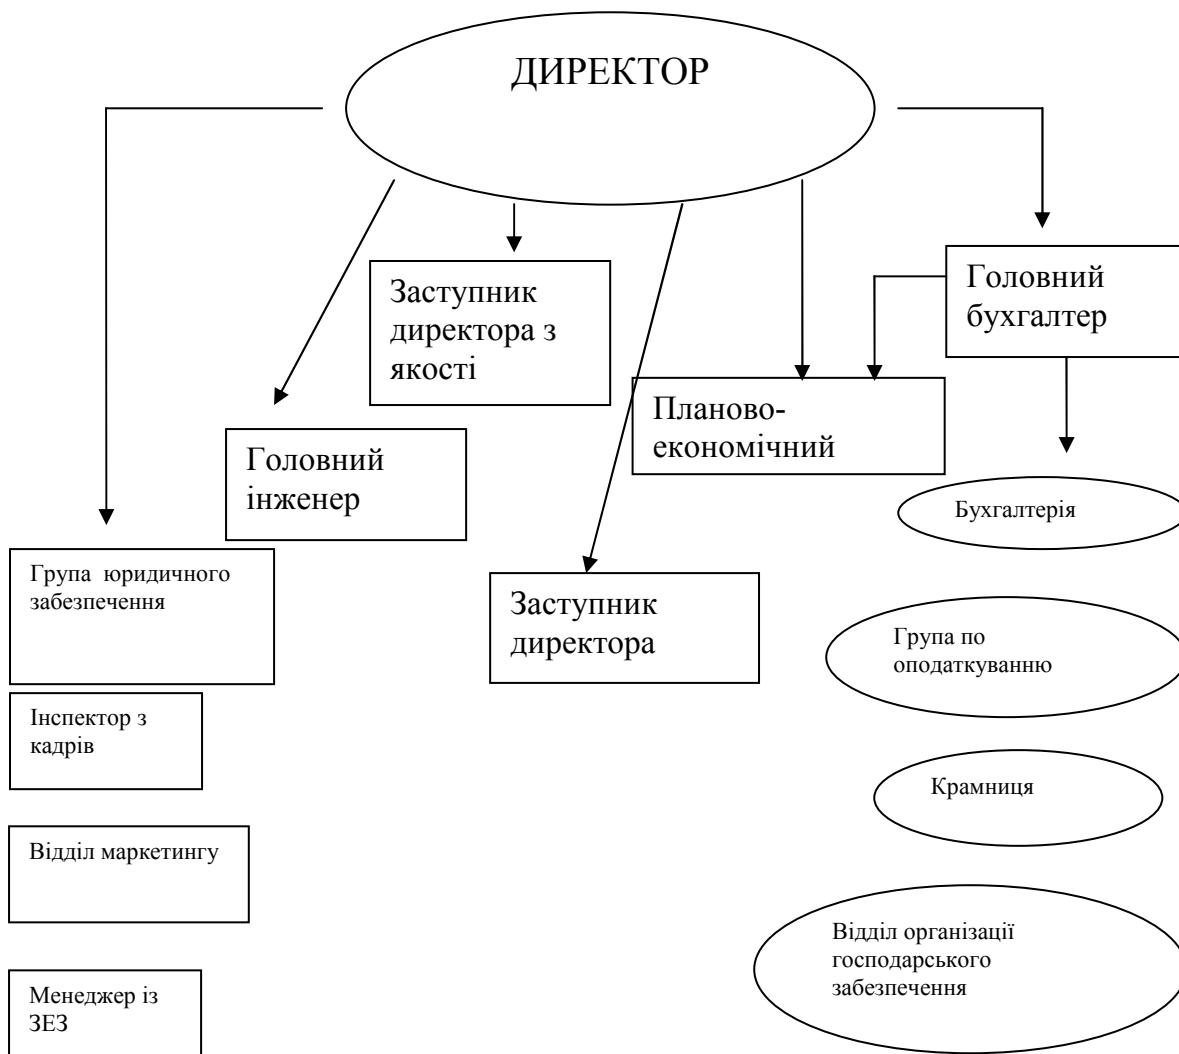 ДИРЕКТОР
Заступник
директора з
якості
Головний
бухгалтер
Планово-
економічний
Головний
інженер
Бухгалтерія
Група юридичного
забезпечення
Заступник
директора
Група по
оподаткуванню
Інспектор з
кадрів
Крамниця
Відділ маркетингу
Відділ організації
господарського
забезпечення
Менеджер із
ЗЕЗ